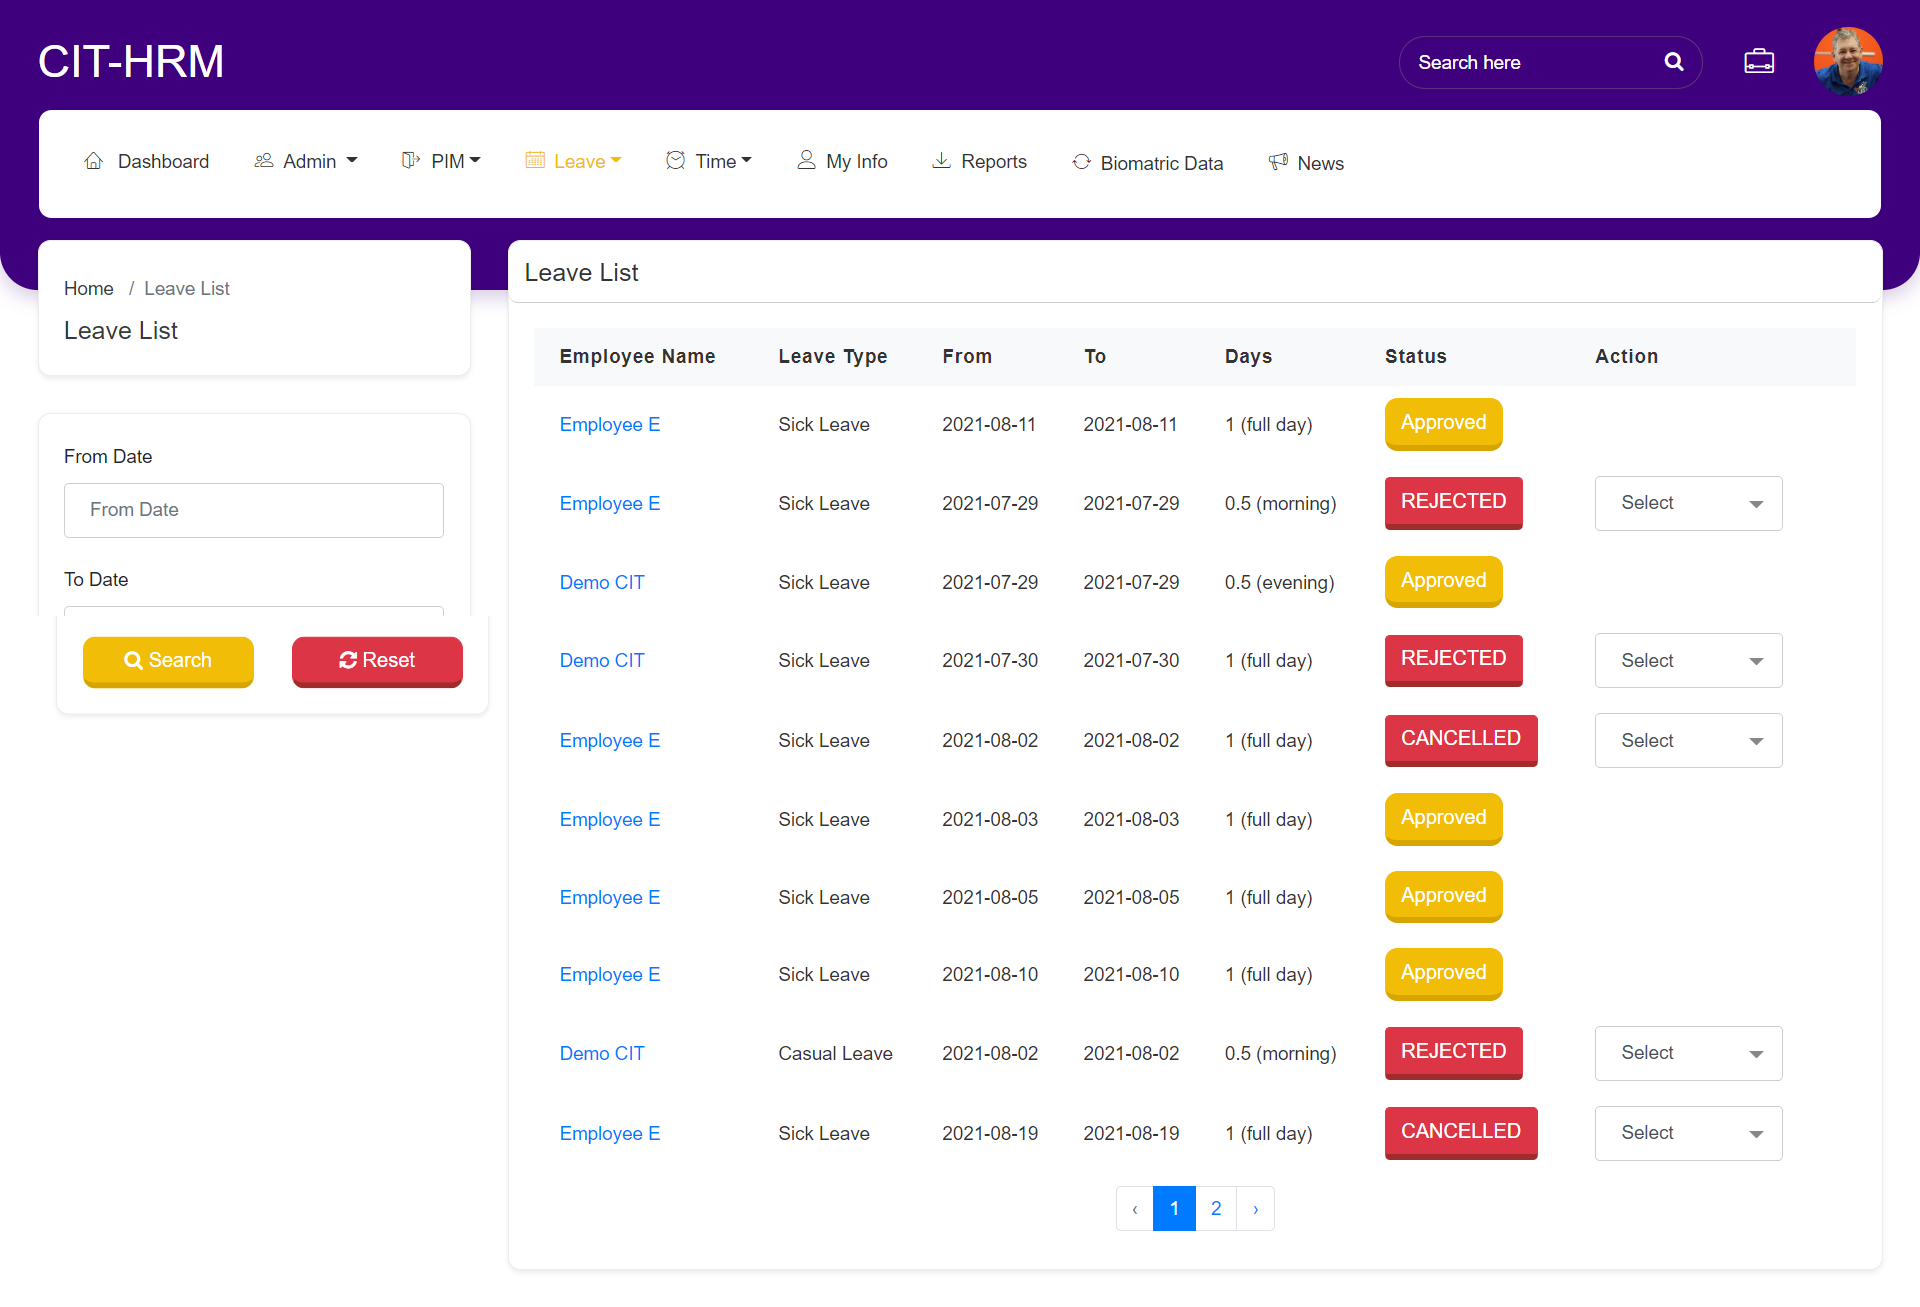 CIT-HRM
Search here
Dashboard Admin PIM Leave Time My Info Reports Biomatric Data News
Home / Leave List
Leave List
From Date
From Date
To Date
Search Reset
Leave List
Employee Name Leave Type From To Days Status Action
Employee E Sick Leave 2021-08-11 2021-08-11 1 (full day) Approved
Employee E Sick Leave 2021-07-29 2021-07-29 0.5 (morning) REJECTED Select
Demo CIT Sick Leave 2021-07-29 2021-07-29 0.5 (evening) Approved
Demo CIT Sick Leave 2021-07-30 2021-07-30 1 (full day) REJECTED Select
Employee E Sick Leave 2021-08-02 2021-08-02 1 (full day) CANCELLED Select
Employee E Sick Leave 2021-08-03 2021-08-03 1 (full day) Approved
Employee E Sick Leave 2021-08-05 2021-08-05 1 (full day) Approved
Employee E Sick Leave 2021-08-10 2021-08-10 1 (full day) Approved
Demo CIT Casual Leave 2021-08-02 2021-08-02 0.5 (morning) REJECTED Select
Employee E Sick Leave 2021-08-19 2021-08-19 1 (full day) CANCELLED Select
‹ 1 2 ›